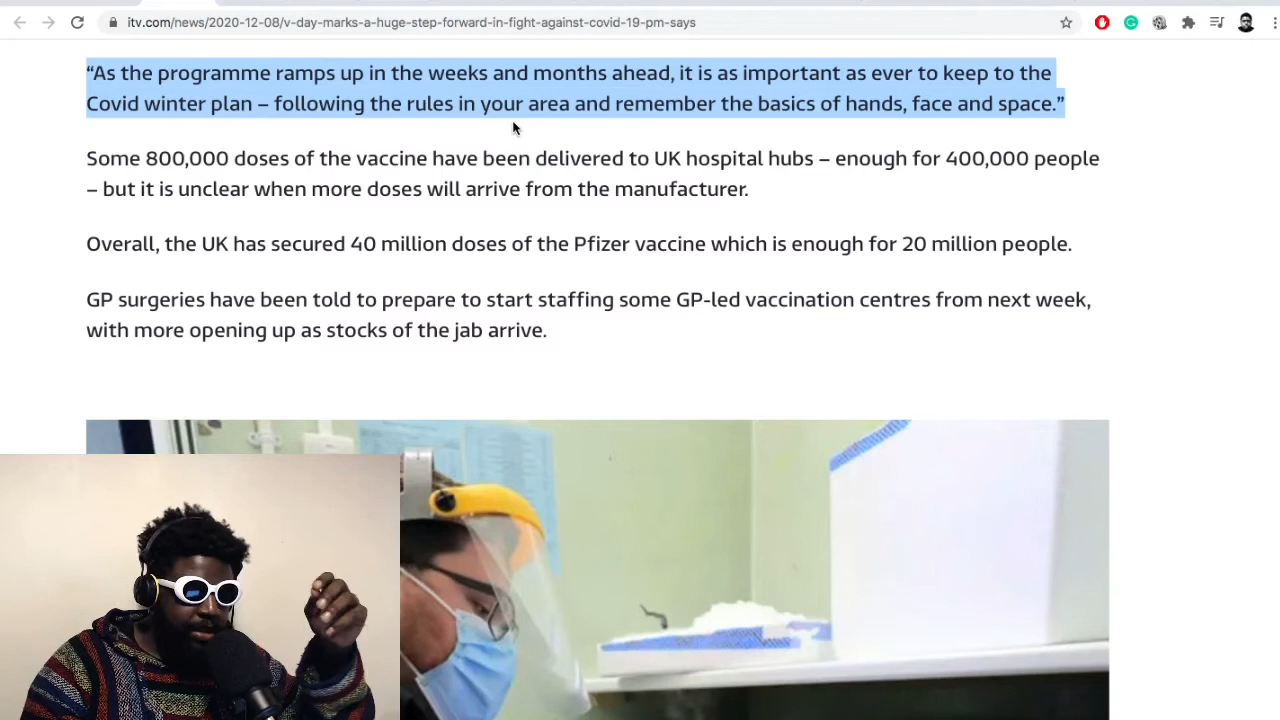 itv.com/news/2020-12-08/v-day-marks-a-huge-step-forward-in-fight-against-covid-19-pm-says
“As the programme ramps up in the weeks and months ahead, it is as important as ever to keep to the
Covid winter plan – following the rules in your area and remember the basics of hands, face and space.”
Some 800,000 doses of the vaccine have been delivered to UK hospital hubs – enough for 400,000 people
– but it is unclear when more doses will arrive from the manufacturer.
Overall, the UK has secured 40 million doses of the Pfizer vaccine which is enough for 20 million people.
GP surgeries have been told to prepare to start staffing some GP-led vaccination centres from next week,
with more opening up as stocks of the jab arrive.